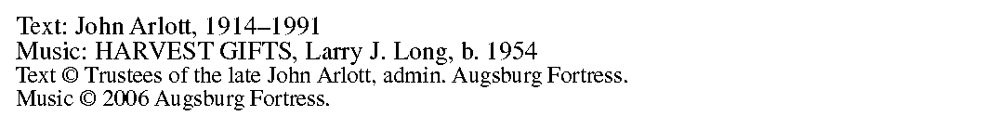 Text: John Arlott, 1914–1991
Music: HARVEST GIFTS, Larry J. Long, b. 1954
Text © Trustees of the late John Arlott, admin. Augsburg Fortress.
Music © 2006 Augsburg Fortress.